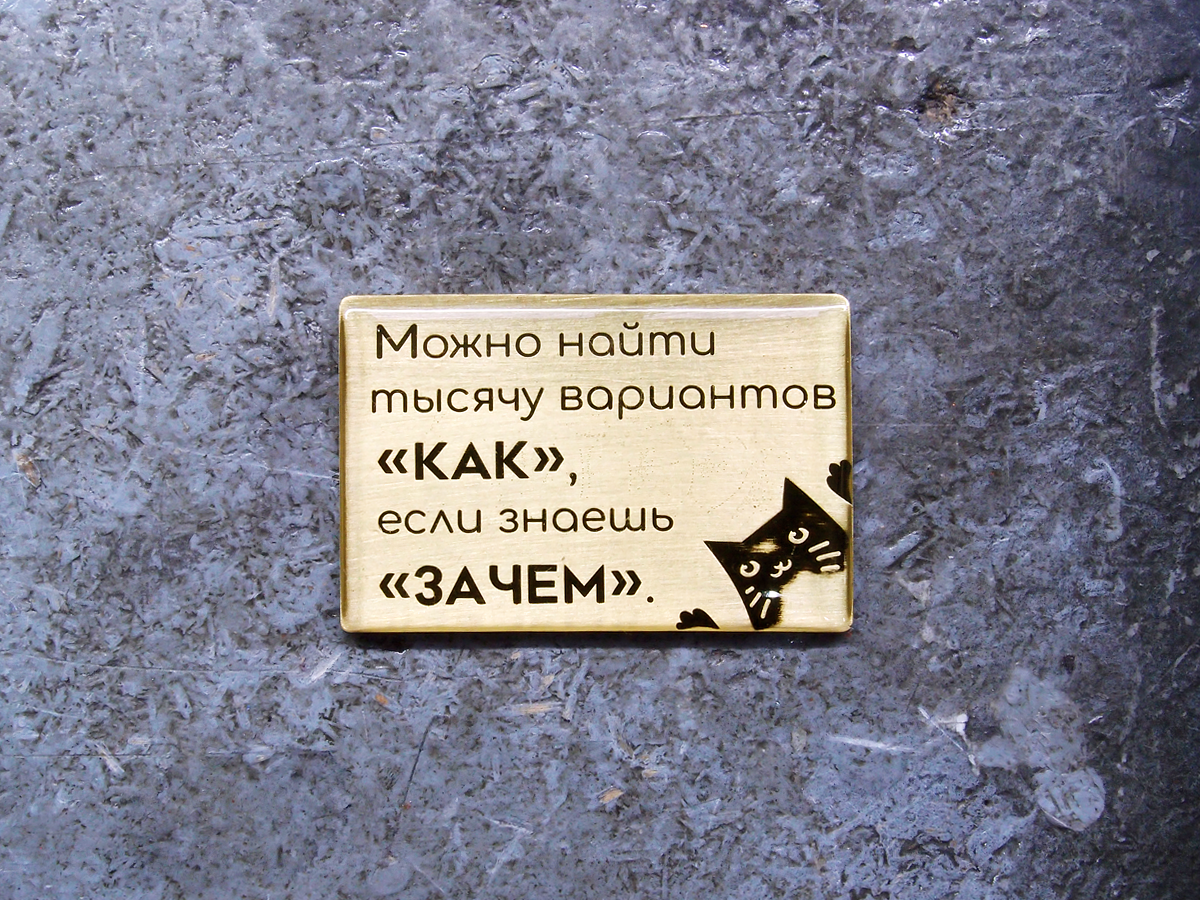 Можно найти
тысячу вариантов
«КАК»,
если знаешь
«ЗАЧЕМ».